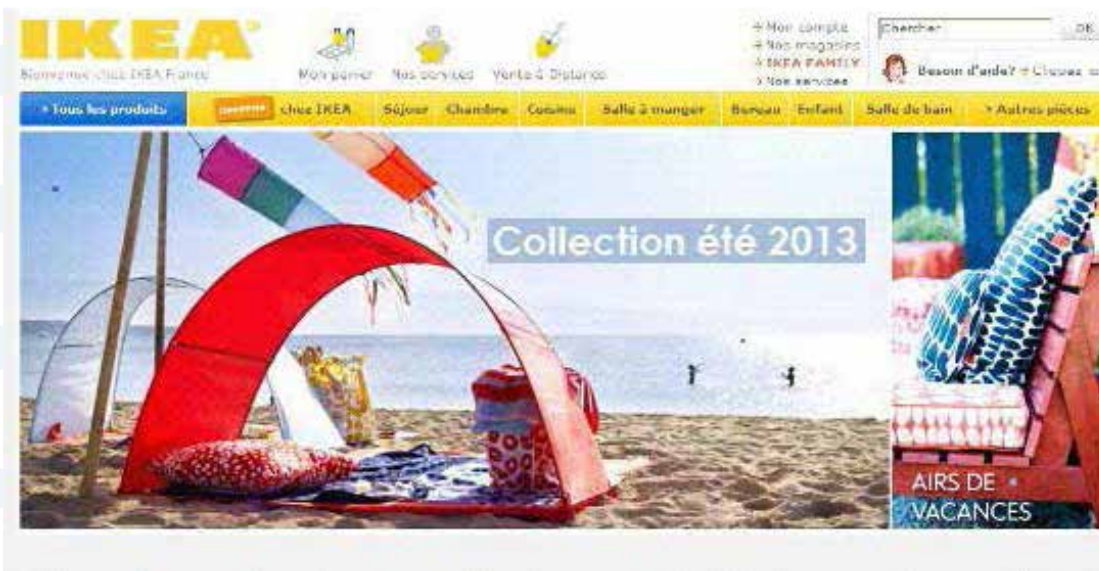 IKEA
Bienvenue chez IKEA France
Mon panier
Nos services
Vente à Distance
Mon compte
Nos magasins
IKEA FAMILY
Nos services
Chercher
OK
Besoin d'aide? Cliquez
Tous les produits
chez IKEA
Séjour
Chambre
Cuisine
Salle à manger
Bureau
Enfant
Salle de bain
Autres pièces
Collection été 2013
AIRS DE
VACANCES